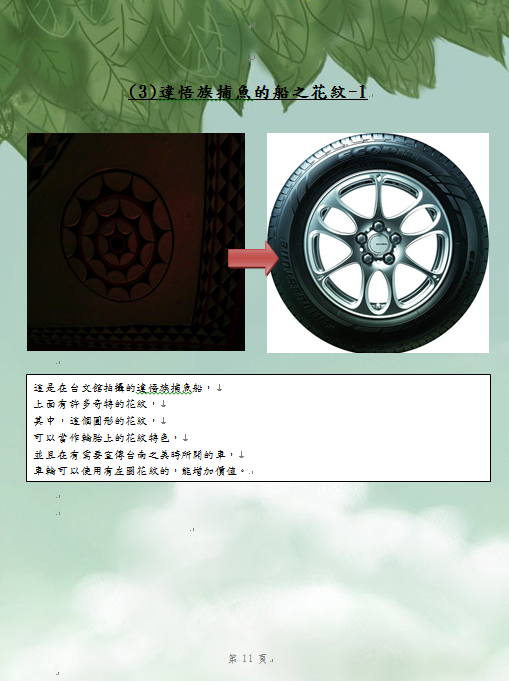 (3)達悟族捕魚的船之花紋-1
這是在台文館拍攝的達悟族捕魚船，
上面有許多奇特的花紋，
其中，這個圓形的花紋，
可以當作輪胎上的花紋特色，
並且在有需要宣傳台南之美時所開的車，
車輪可以使用有左圖花紋的，能增加價值。
第 11 頁